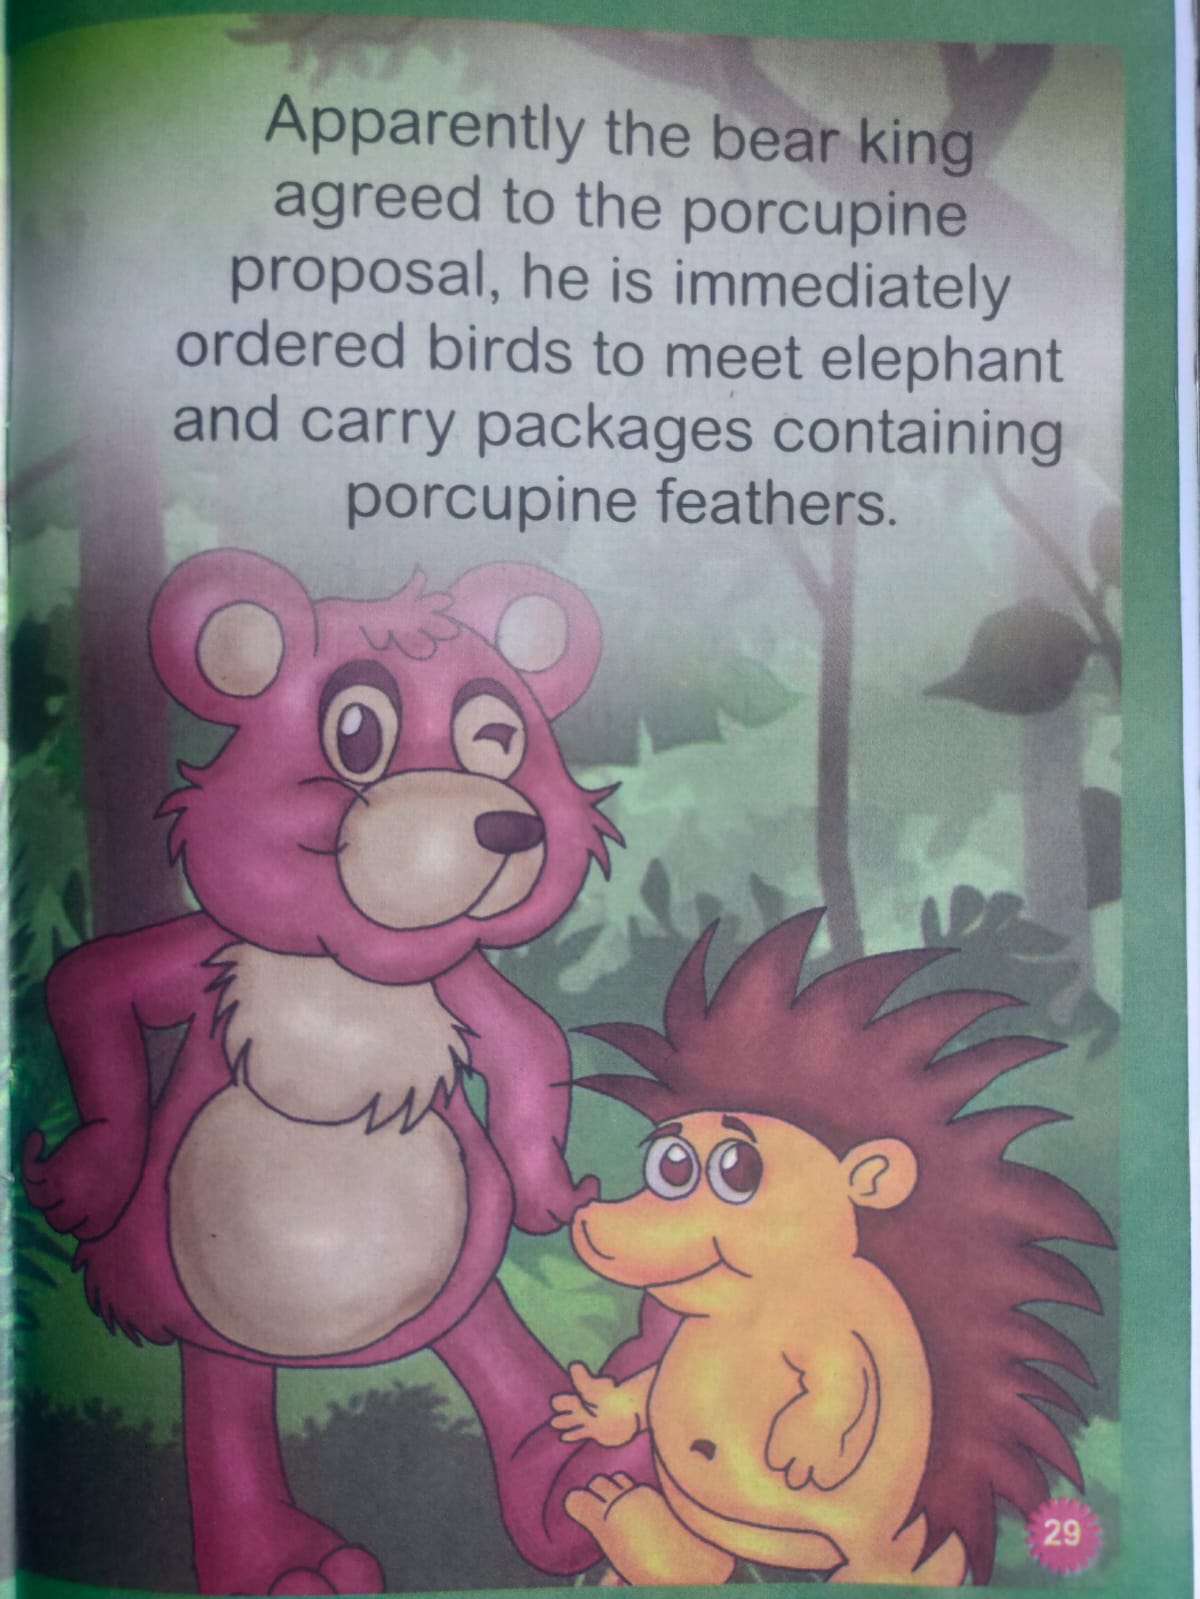 Apparently the bear king
agreed to the porcupine
proposal, he is immediately
ordered birds to meet elephant
and carry packages containing
porcupine feathers.
29